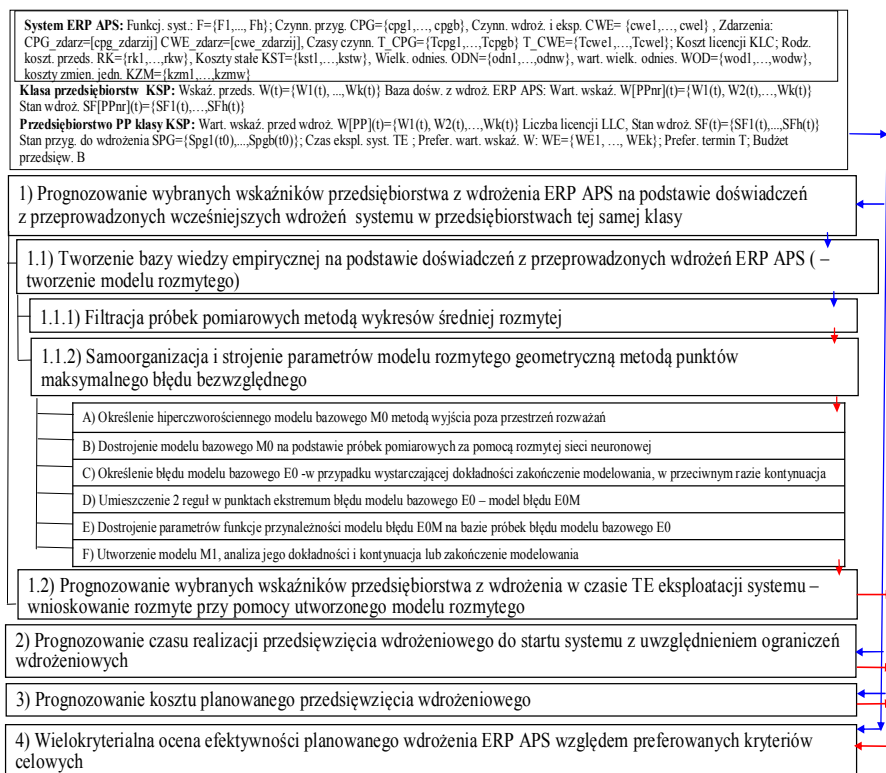 System ERP APS: Funkcj. syst.: F={F1,..., Fh}; Czynn. przyg. CPG={cpg1,…, cpgb}, Czynn. wdroż. i eksp. CWE= {cwe1,…, cwel} , Zdarzenia:
CPG_zdarz=[cpg_zdarzij] CWE_zdarz=[cwe_zdarzij], Czasy czynn. T_CPG={Tcpg1,…,Tcpgb} T_CWE={Tcwe1,…,Tcwel}; Koszt licencji KLC; Rodz.
koszt. przeds. RK={rk1,…,rkw}, Koszty stałe KST={kst1,…,kstw}, Wielk. odnies. ODN={odn1,…,odnw}, wart. wielk. odnies. WOD={wod1,…,wodw},
koszty zmien. jedn. KZM={kzm1,…,kzmw}
Klasa przedsiębiorstw KSP: Wskaź. przeds. W(t)={W1(t), ...,Wk(t)} Baza dośw. z wdroż. ERP APS: Wart. wskaź. W[PPnr](t)={W1(t), W2(t),…,Wk(t)}
Stan wdroż. SF[PPnr](t)={SF1(t),…,SFh(t)}
Przedsiębiorstwo PP klasy KSP: Wart. wskaź. przed wdroż. W[PP](t)={W1(t), W2(t),…,Wk(t)} Liczba licencji LLC, Stan wdroż. SF(t)={SF1(t),...,SFh(t)}
Stan przyg. do wdrożenia SPG={Spg1(t0),...,Spgb(t0)}; Czas ekspl. syst. TE ; Prefer. wart. wskaź. W: WE={WE1, …, WEk}; Prefer. termin T; Budżet
przedsięw. B
1) Prognozowanie wybranych wskaźników przedsiębiorstwa z wdrożenia ERP APS na podstawie doświadczeń
z przeprowadzonych wcześniejszych wdrożeń systemu w przedsiębiorstwach tej samej klasy
1.1) Tworzenie bazy wiedzy empirycznej na podstawie doświadczeń z przeprowadzonych wdrożeń ERP APS ( –
tworzenie modelu rozmytego)
1.1.1) Filtracja próbek pomiarowych metodą wykresów średniej rozmytej
1.1.2) Samoorganizacja i strojenie parametrów modelu rozmytego geometryczną metodą punktów
maksymalnego błędu bezwzględnego
A) Określenie hiperczworościennego modelu bazowego M0 metodą wyjścia poza przestrzeń rozważań
B) Dostrojenie modelu bazowego M0 na podstawie próbek pomiarowych za pomocą rozmytej sieci neuronowej
C) Określenie błędu modelu bazowego E0 -w przypadku wystarczającej dokładności zakończenie modelowania, w przeciwnym razie kontynuacja
D) Umieszczenie 2 reguł w punktach ekstremum błędu modelu bazowego E0 – model błędu E0M
E) Dostrojenie parametrów funkcje przynależności modelu błędu E0M na bazie próbek błędu modelu bazowego E0
F) Utworzenie modelu M1, analiza jego dokładności i kontynuacja lub zakończenie modelowania
1.2) Prognozowanie wybranych wskaźników przedsiębiorstwa z wdrożenia w czasie TE eksploatacji systemu –
wnioskowanie rozmyte przy pomocy utworzonego modelu rozmytego
2) Prognozowanie czasu realizacji przedsięwzięcia wdrożeniowego do startu systemu z uwzględnieniem ograniczeń
wdrożeniowych
3) Prognozowanie kosztu planowanego przedsięwzięcia wdrożeniowego
4) Wielokryterialna ocena efektywności planowanego wdrożenia ERP APS względem preferowanych kryteriów
celowych